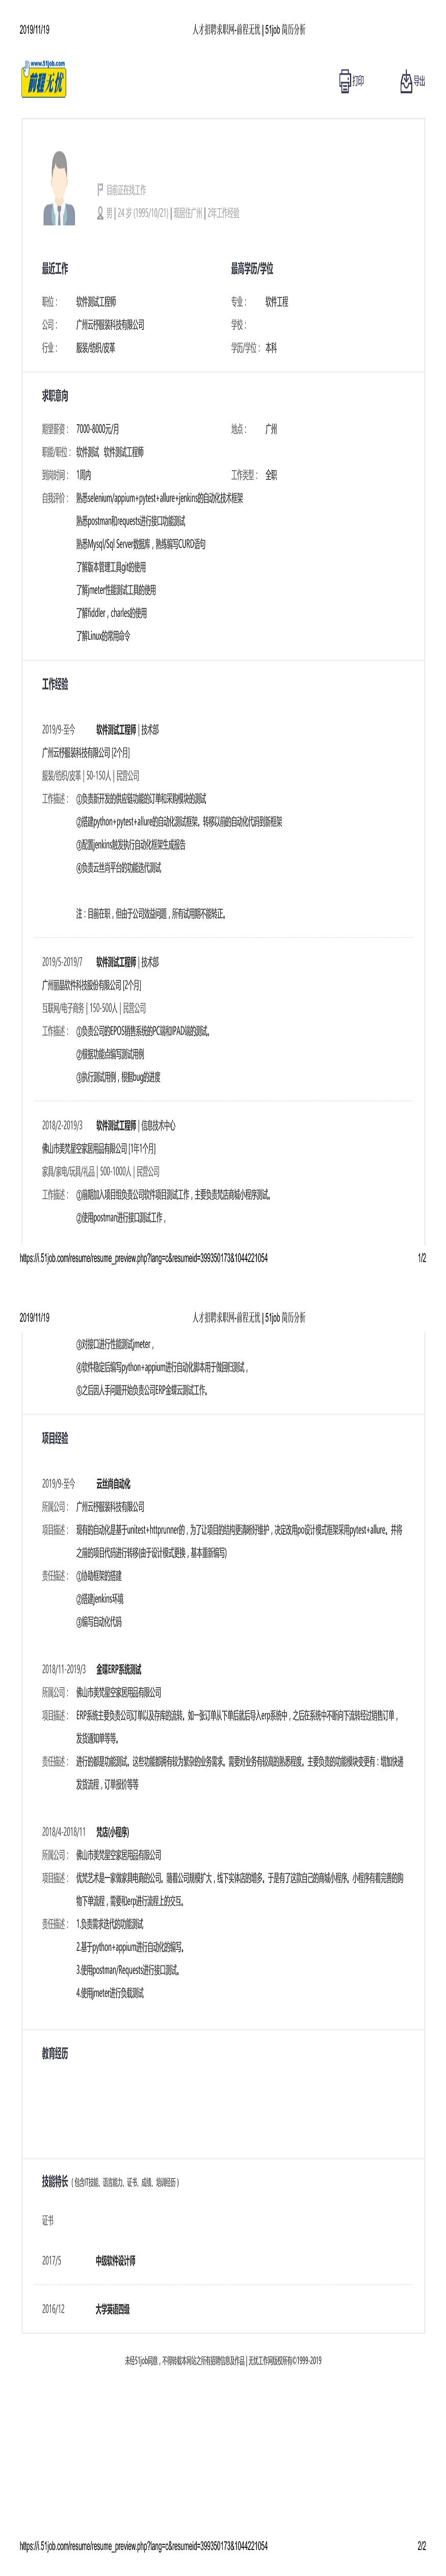 2019/11/19 人才招聘求职网-前程无忧 | 51job 简历分析
www.51job.com
前程无忧
打印 导出
目前正在找工作
男 | 24 岁 (1995/10/21) | 现居住广州 | 2年工作经验
最近工作 最高学历/学位
职位： 软件测试工程师 专业： 软件工程
公司： 广州云杼服装科技有限公司 学校：
行业： 服装/纺织/皮革 学历/学位： 本科
求职意向
期望薪资： 7000-8000元/月 地点： 广州
职能/职位： 软件测试 软件测试工程师
到岗时间： 1周内 工作类型： 全职
自我评价： 熟悉selenium/appium+pytest+allure+jenkins的自动化技术框架
熟悉postman和requests进行接口功能测试
熟悉Mysql/Sql Server数据库，熟练编写CURD语句
了解版本管理工具git的使用
了解jmeter性能测试工具的使用
了解fiddler，charles的使用
了解Linux的常用命令
工作经验
2019/9-至今 软件测试工程师 | 技术部
广州云杼服装科技有限公司 [2个月]
服装/纺织/皮革 | 50-150人 | 民营公司
工作描述： ①负责新开发的供应链功能的订单和采购模块的测试
②搭建python+pytest+allure的自动化测试框架。转移以前的自动化代码到新框架
③配置jenkins触发执行自动化框架生成报告
④负责云丝尚平台的功能迭代测试
注：目前在职，但由于公司效益问题，所有试用期不能转正。
2019/5-2019/7 软件测试工程师 | 技术部
广州丽晶软件科技股份有限公司 [2个月]
互联网/电子商务 | 150-500人 | 民营公司
工作描述： ①负责公司的EPOS销售系统的PC端和IPAD端的测试。
②根据功能点编写测试用例
③执行测试用例，根据bug的进度
2018/2-2019/3 软件测试工程师 | 信息技术中心
佛山市美梵星空家居用品有限公司 [1年1个月]
家具/家电/玩具/礼品 | 500-1000人 | 民营公司
工作描述： ①前期加入项目组负责公司软件项目测试工作，主要负责梵店商城小程序测试。
②使用postman进行接口测试工作，
https://i.51job.com/resume/resume_preview.php?lang=c&resumeid=399350173&1044221054 1/2
2019/11/19 人才招聘求职网-前程无忧 | 51job 简历分析
③对接口进行性能测试jmeter，
④软件稳定后编写python+appium进行自动化脚本用于做回归测试，
⑤之后因人手问题开始负责公司ERP金蝶云测试工作。
项目经验
2019/9-至今 云丝尚自动化
所属公司： 广州云杼服装科技有限公司
项目描述： 现有的自动化是基于unitest+httprunner的，为了让项目的结构更清晰好维护，决定改用po设计模式框架采用pytest+allure。并将
之前的项目代码进行转移(由于设计模式更换，基本重新编写)
责任描述： ①协助框架的搭建
②搭建jenkins环境
③编写自动化代码
2018/11-2019/3 金蝶ERP系统测试
所属公司： 佛山市美梵星空家居用品有限公司
项目描述： ERP系统主要负责公司订单以及存库的流转。如一张订单从下单后就后导入erp系统中，之后在系统中不断向下流转经过销售订单，
发货通知单等等。
责任描述： 进行的都是功能测试。这些功能都拥有较为繁杂的业务需求。需要对业务有较高的熟悉程度。主要负责的功能模块变更有：增加快递
发货流程，订单报价等等
2018/4-2018/11 梵店(小程序)
所属公司： 佛山市美梵星空家居用品有限公司
项目描述： 优梵艺术是一家做家具电商的公司。随着公司规模扩大，线下实体店的增多。于是有了这款自己的商城小程序。小程序有着完善的购
物下单流程，需要和erp进行流程上的交互。
责任描述： 1.负责需求迭代的功能测试
2.基于python+appium进行自动化的编写。
3.使用postman/Requests进行接口测试。
4.使用jmeter进行负载测试
教育经历
技能特长 （ 包含IT技能、语言能力、证书、成绩、培训经历 ）
证书
2017/5 中级软件设计师
2016/12 大学英语四级
未经51job同意，不得转载本网站之所有招聘信息及作品 | 无忧工作网版权所有©1999-2019
https://i.51job.com/resume/resume_preview.php?lang=c&resumeid=399350173&1044221054 2/2